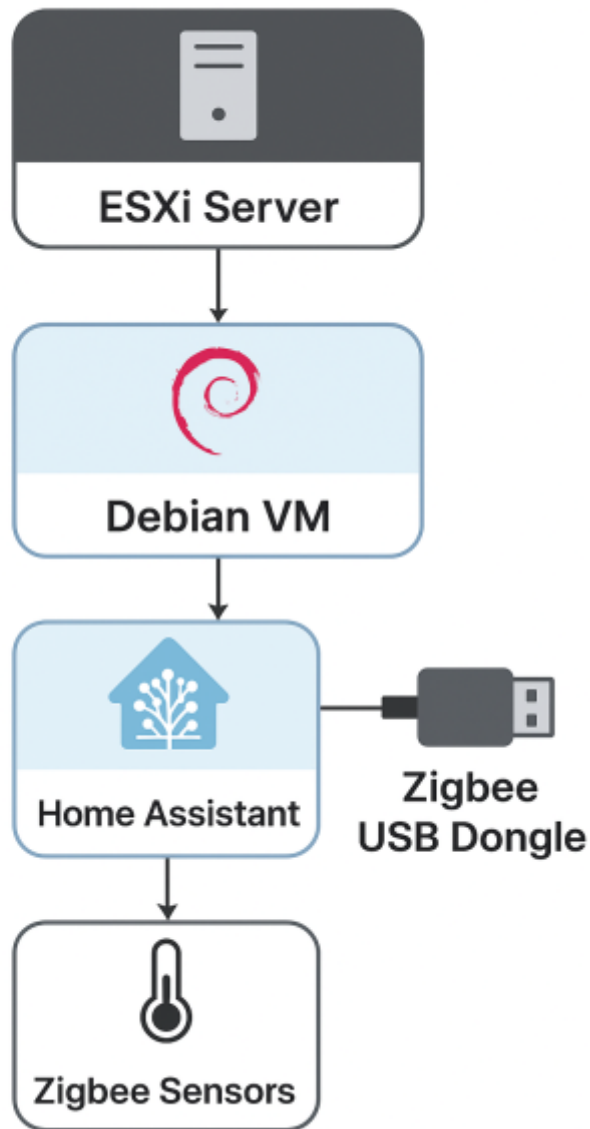 ESXi Server
Debian VM
Home Assistant
Zigbee
USB Dongle
Zigbee Sensors